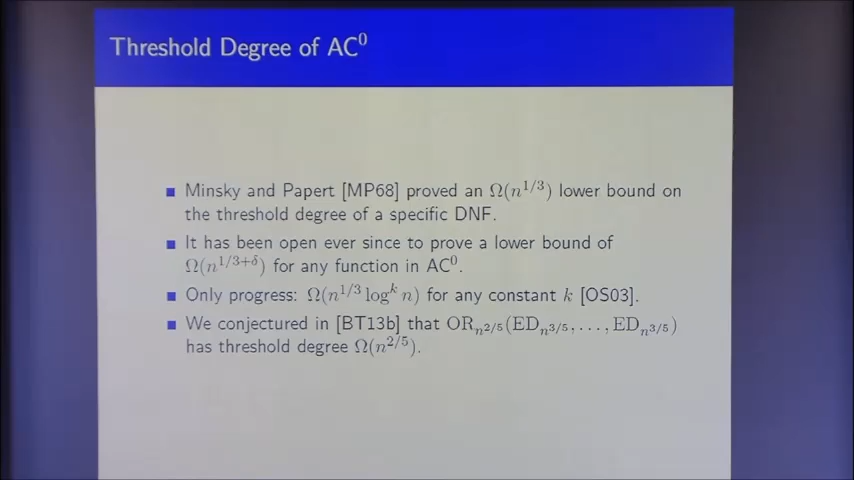 Threshold Degree of AC⁰
■ Minsky and Papert [MP68] proved an Ω(n^{1/3}) lower bound on
the threshold degree of a specific DNF.
■ It has been open ever since to prove a lower bound of
Ω(n^{1/3+δ}) for any function in AC⁰.
■ Only progress: Ω(n^{1/3} log^k n) for any constant k [OS03].
■ We conjectured in [BT13b] that OR_{n^{2/5}}(ED_{n^{3/5}}, . . . , ED_{n^{3/5}})
has threshold degree Ω(n^{2/5}).